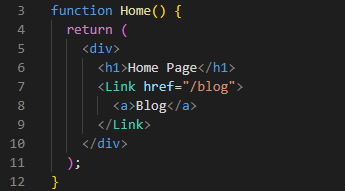 3 function Home() {
4   return (
5     <div>
6       <h1>Home Page</h1>
7       <Link href="/blog">
8         <a>Blog</a>
9       </Link>
10     </div>
11   );
12 }